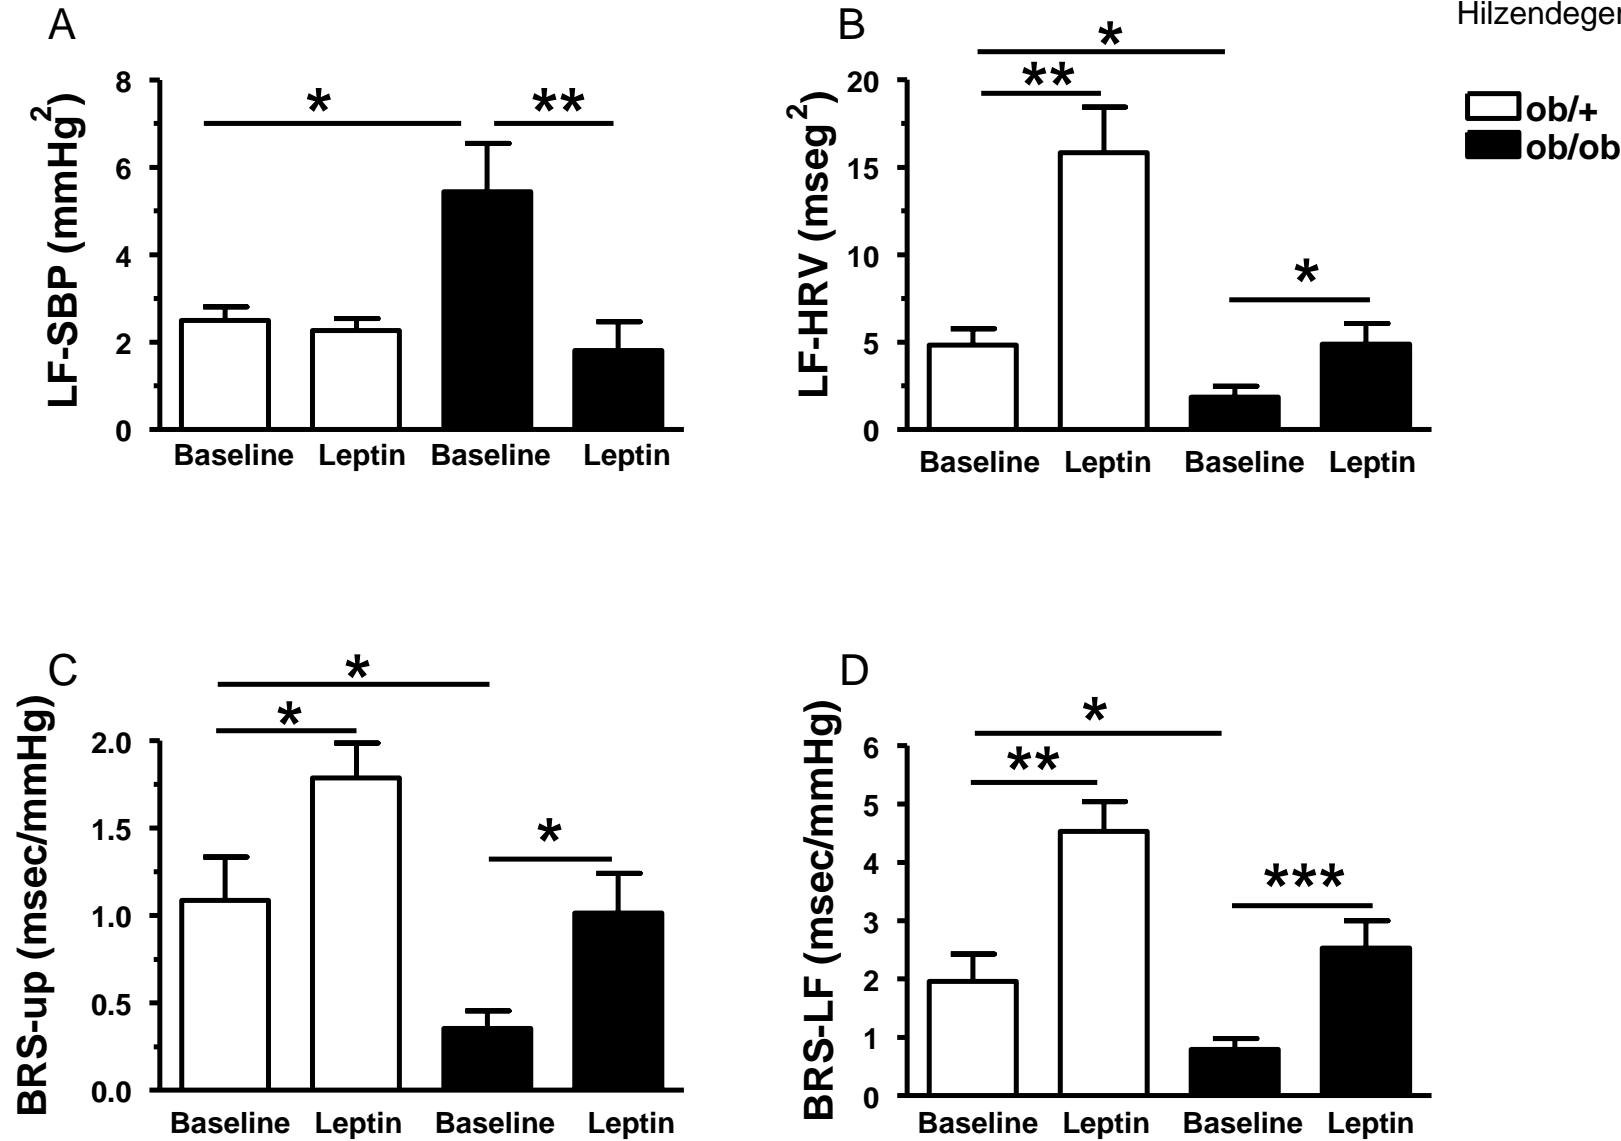 A
LF-SBP (mmHg2)
8
6
4
2
0
*
**
Baseline Leptin Baseline Leptin
B
LF-HRV (mseg2)
20
15
10
5
0
*
**
*
Baseline Leptin Baseline Leptin
Hilzendeger
ob/+
ob/ob
C
BRS-up (msec/mmHg)
2.0
1.5
1.0
0.5
0.0
*
*
*
Baseline Leptin Baseline Leptin
D
BRS-LF (msec/mmHg)
6
5
4
3
2
1
0
*
**
***
Baseline Leptin Baseline Leptin